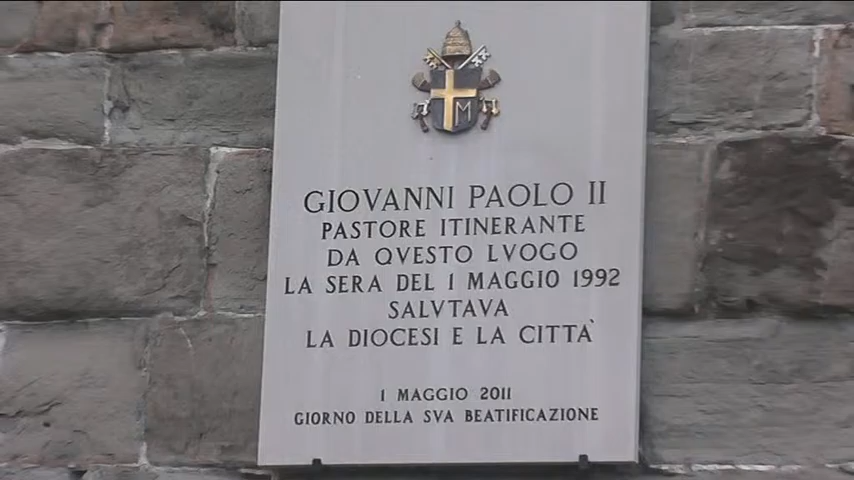 M
GIOVANNI PAOLO II
PASTORE ITINERANTE
DA QVESTO LVOGO
LA SERA DEL 1 MAGGIO 1992
SALVTAVA
LA DIOCESI E LA CITTA'
1 MAGGIO 2011
GIORNO DELLA SVA BEATIFICAZIONE